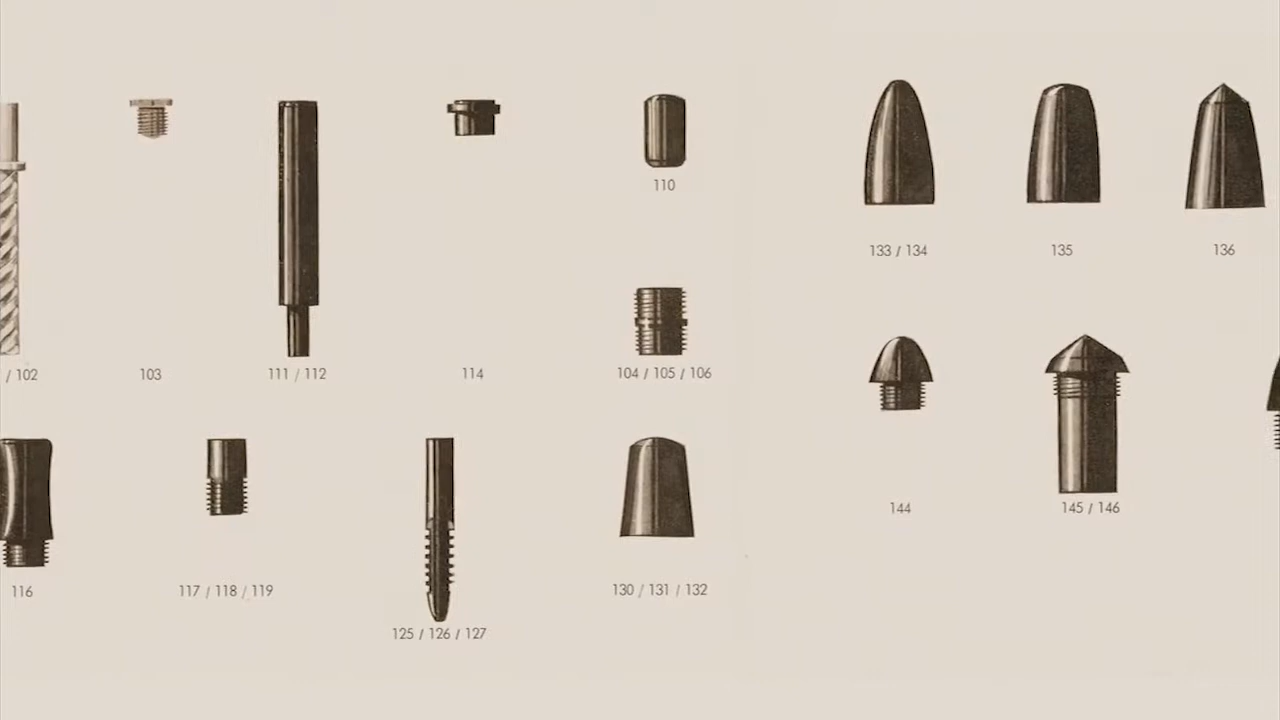 110
133 / 134
135
136
/ 102
103
111 / 112
114
104 / 105 / 106
144
145 / 146
116
117 / 118 / 119
130 / 131 / 132
125 / 126 / 127